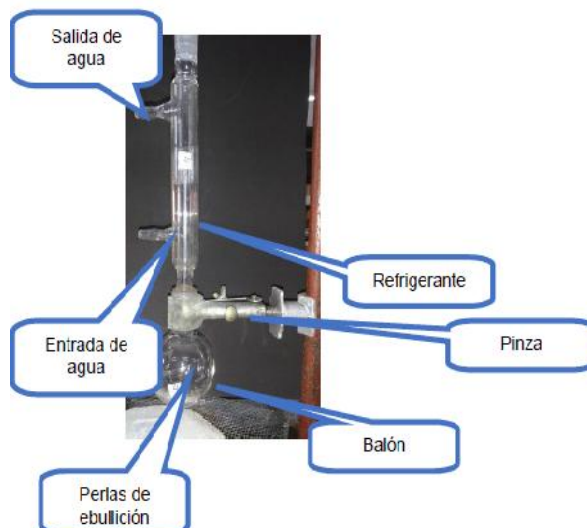 Salida de
agua
Refrigerante
Entrada de
agua
Pinza
Balón
Perlas de
ebullición